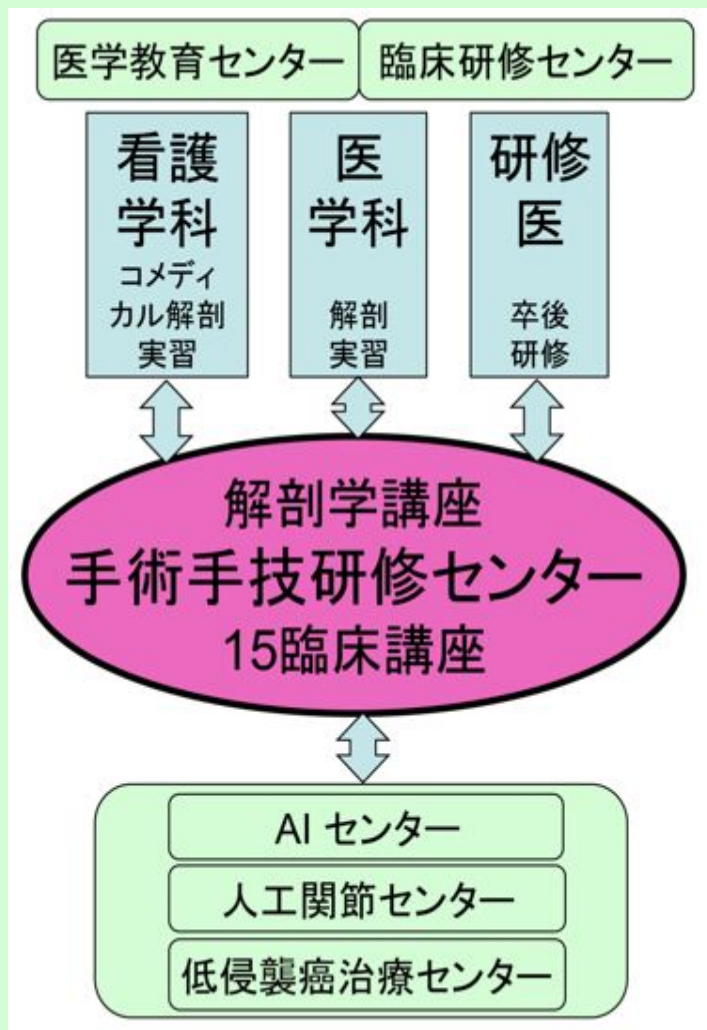 医学教育センター
臨床研修センター
看護
学科
コメディ
カル解剖
実習
医
学科
解剖
実習
研修
医
卒後
研修
解剖学講座
手術手技研修センター
15臨床講座
AI センター
人工関節センター
低侵襲癌治療センター